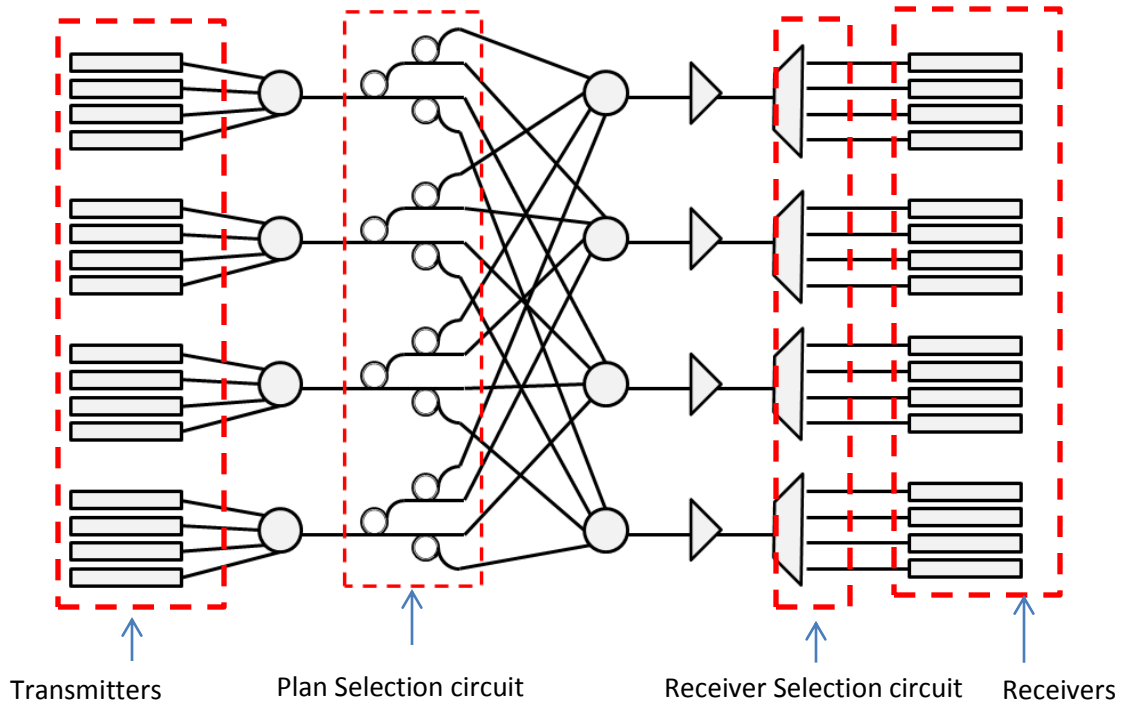 Transmitters
Plan Selection circuit
Receiver Selection circuit
Receivers